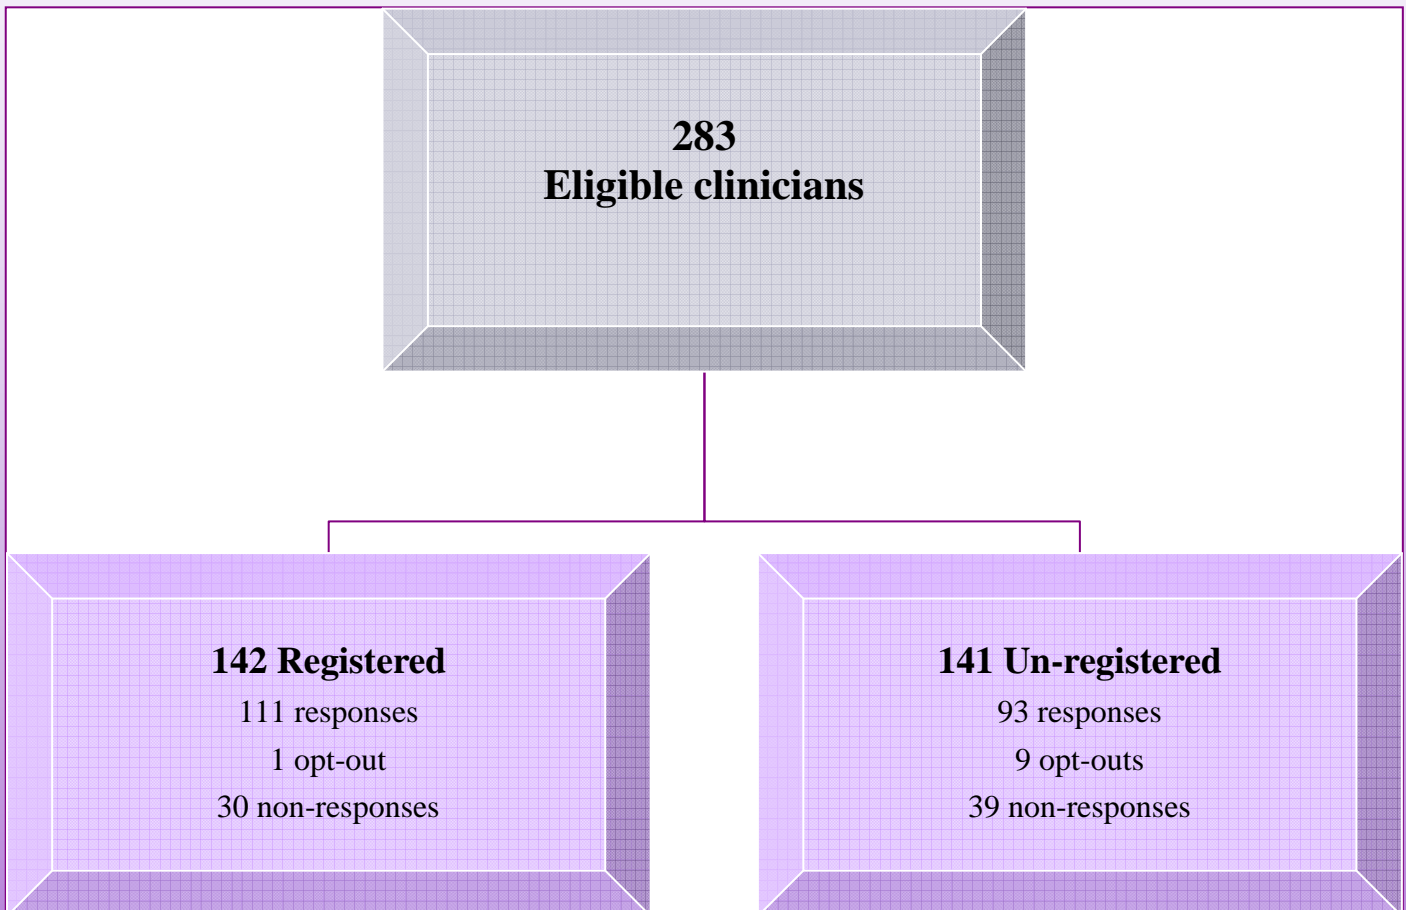 283
Eligible clinicians
142 Registered
111 responses
1 opt-out
30 non-responses
141 Un-registered
93 responses
9 opt-outs
39 non-responses